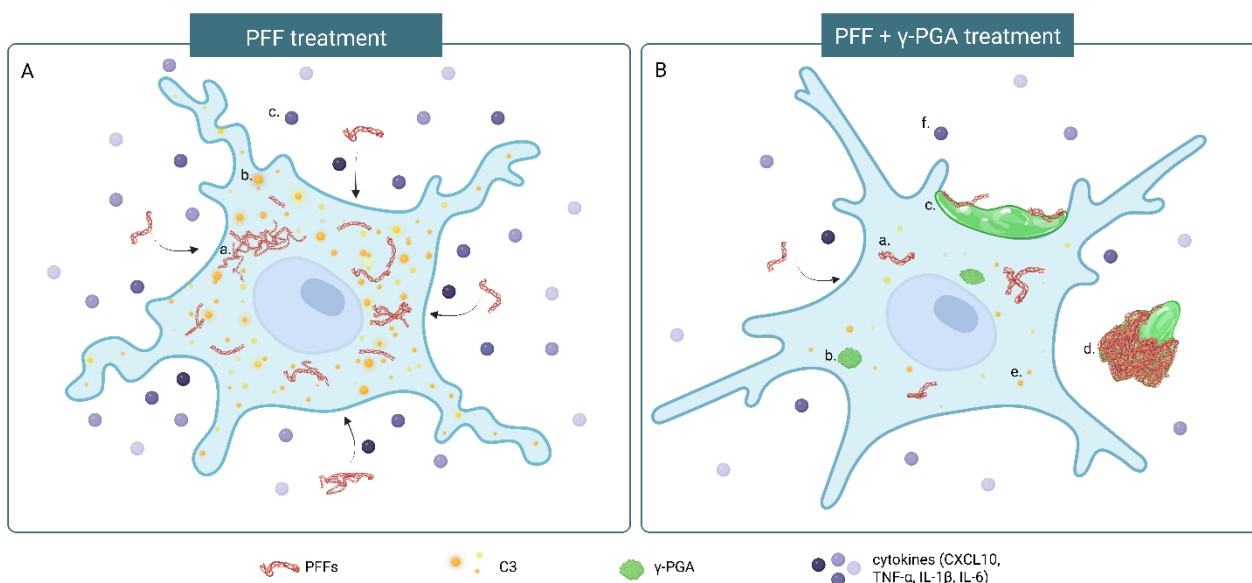 PFF treatment
PFF + γ-PGA treatment
A
c.
b.
a.
B
f.
c.
a.
b.
e.
d.
PFFs
C3
γ-PGA
cytokines (CXCL10,
TNF-α, IL-1β, IL-6)